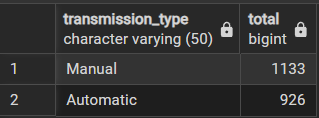 transmission_type total
character varying (50) bigint
1 Manual 1133
2 Automatic 926